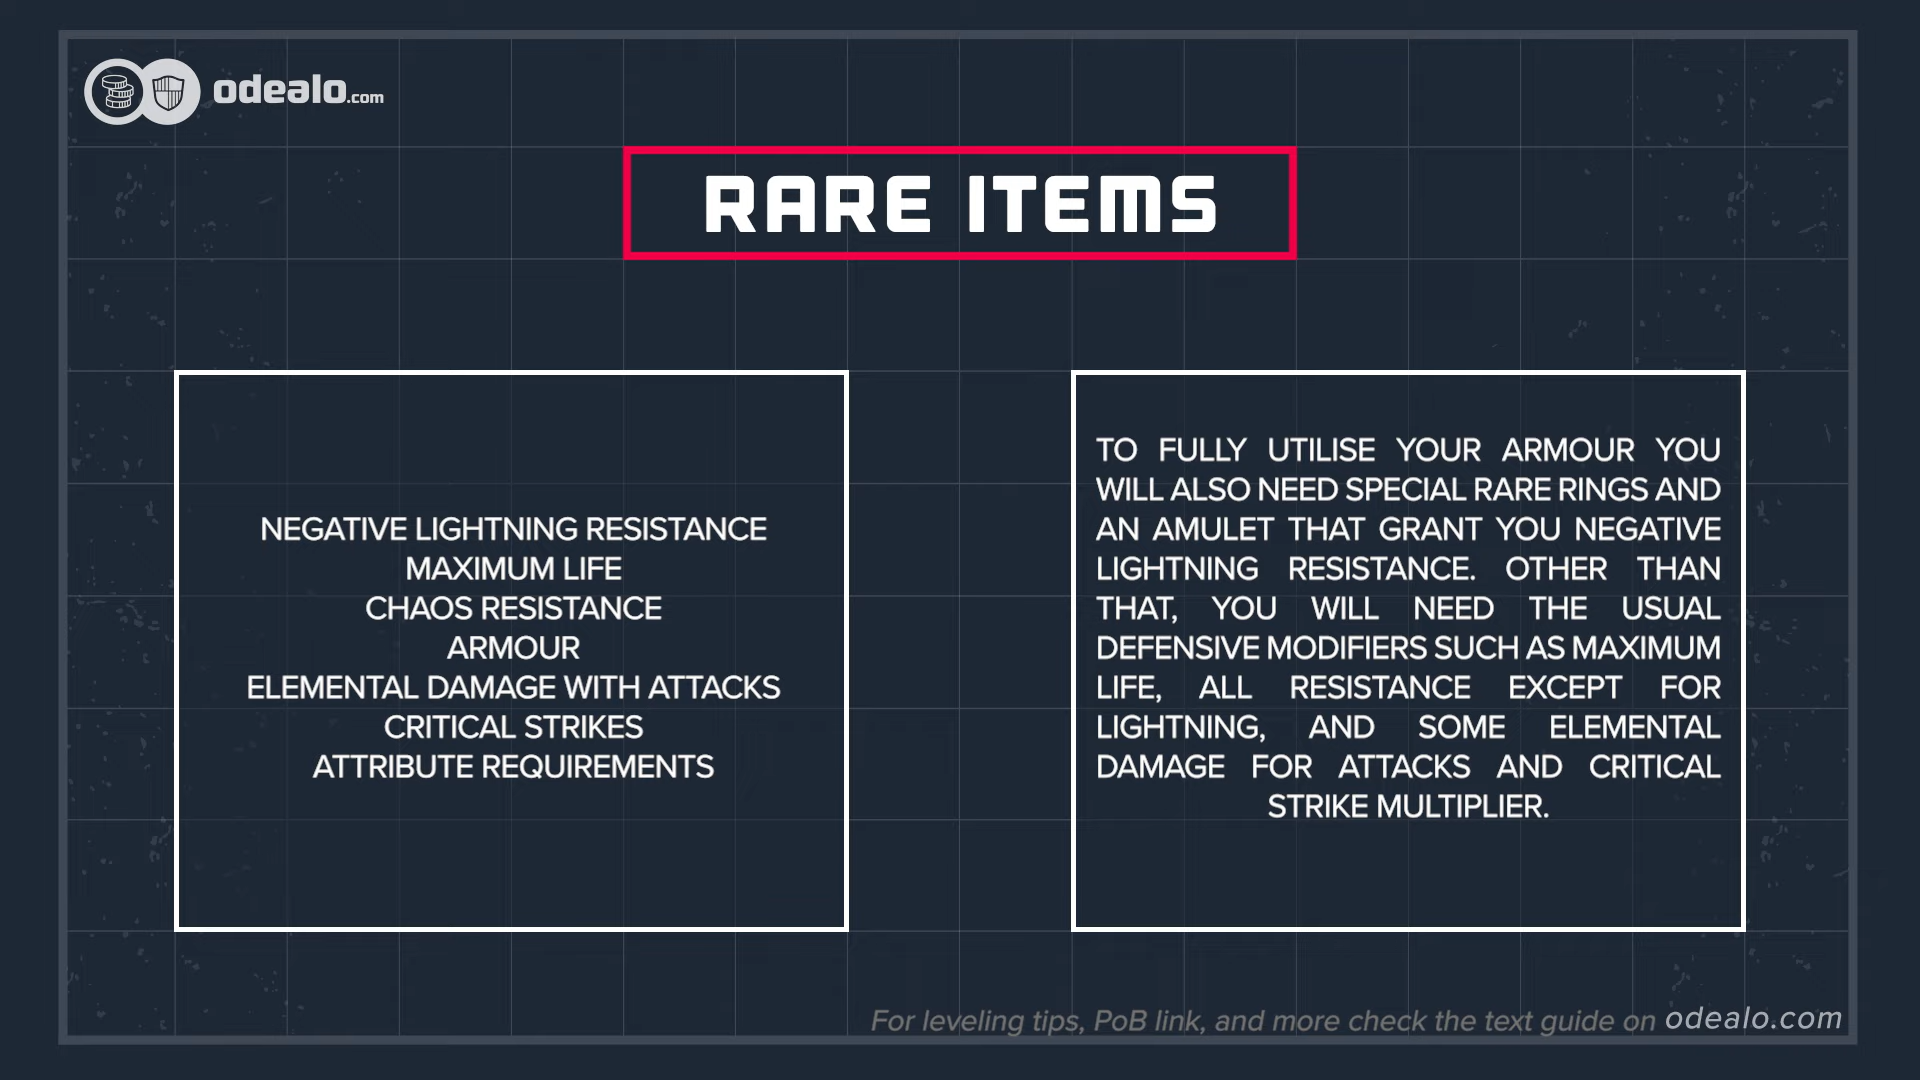 odealo.com
RARE ITEMS
NEGATIVE LIGHTNING RESISTANCE
MAXIMUM LIFE
CHAOS RESISTANCE
ARMOUR
ELEMENTAL DAMAGE WITH ATTACKS
CRITICAL STRIKES
ATTRIBUTE REQUIREMENTS
TO FULLY UTILISE YOUR ARMOUR YOU
WILL ALSO NEED SPECIAL RARE RINGS AND
AN AMULET THAT GRANT YOU NEGATIVE
LIGHTNING RESISTANCE. OTHER THAN
THAT, YOU WILL NEED THE USUAL
DEFENSIVE MODIFIERS SUCH AS MAXIMUM
LIFE, ALL RESISTANCE EXCEPT FOR
LIGHTNING, AND SOME ELEMENTAL
DAMAGE FOR ATTACKS AND CRITICAL
STRIKE MULTIPLIER.
For leveling tips, PoB link, and more check the text guide on odealo.com